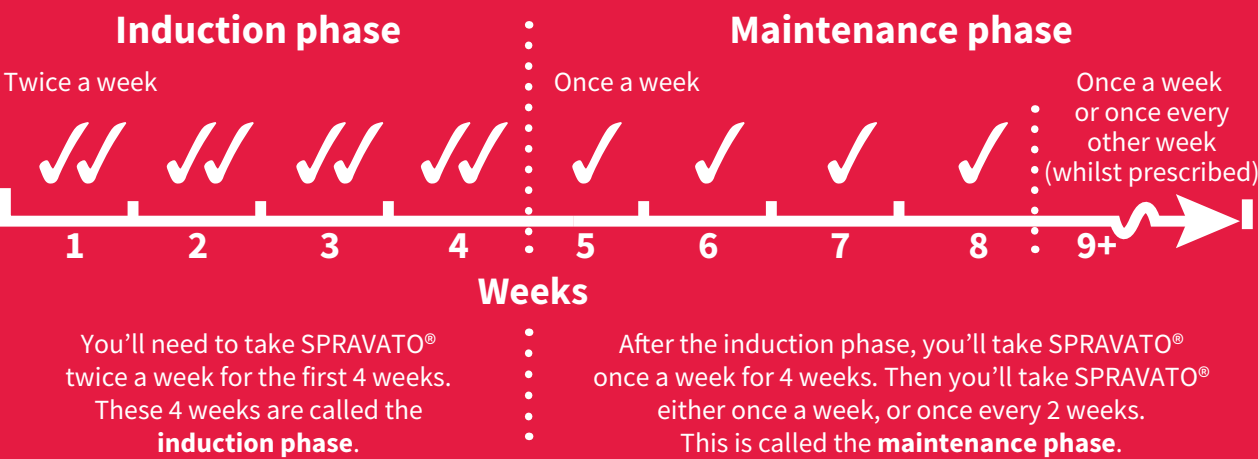 Induction phase
Maintenance phase
Twice a week
Once a week
Once a week
or once every
other week
(whilst prescribed)
1 2 3 4 5 6 7 8 9+
Weeks
You’ll need to take SPRAVATO®
twice a week for the first 4 weeks.
These 4 weeks are called the
induction phase.
After the induction phase, you’ll take SPRAVATO®
once a week for 4 weeks. Then you’ll take SPRAVATO®
either once a week, or once every 2 weeks.
This is called the maintenance phase.